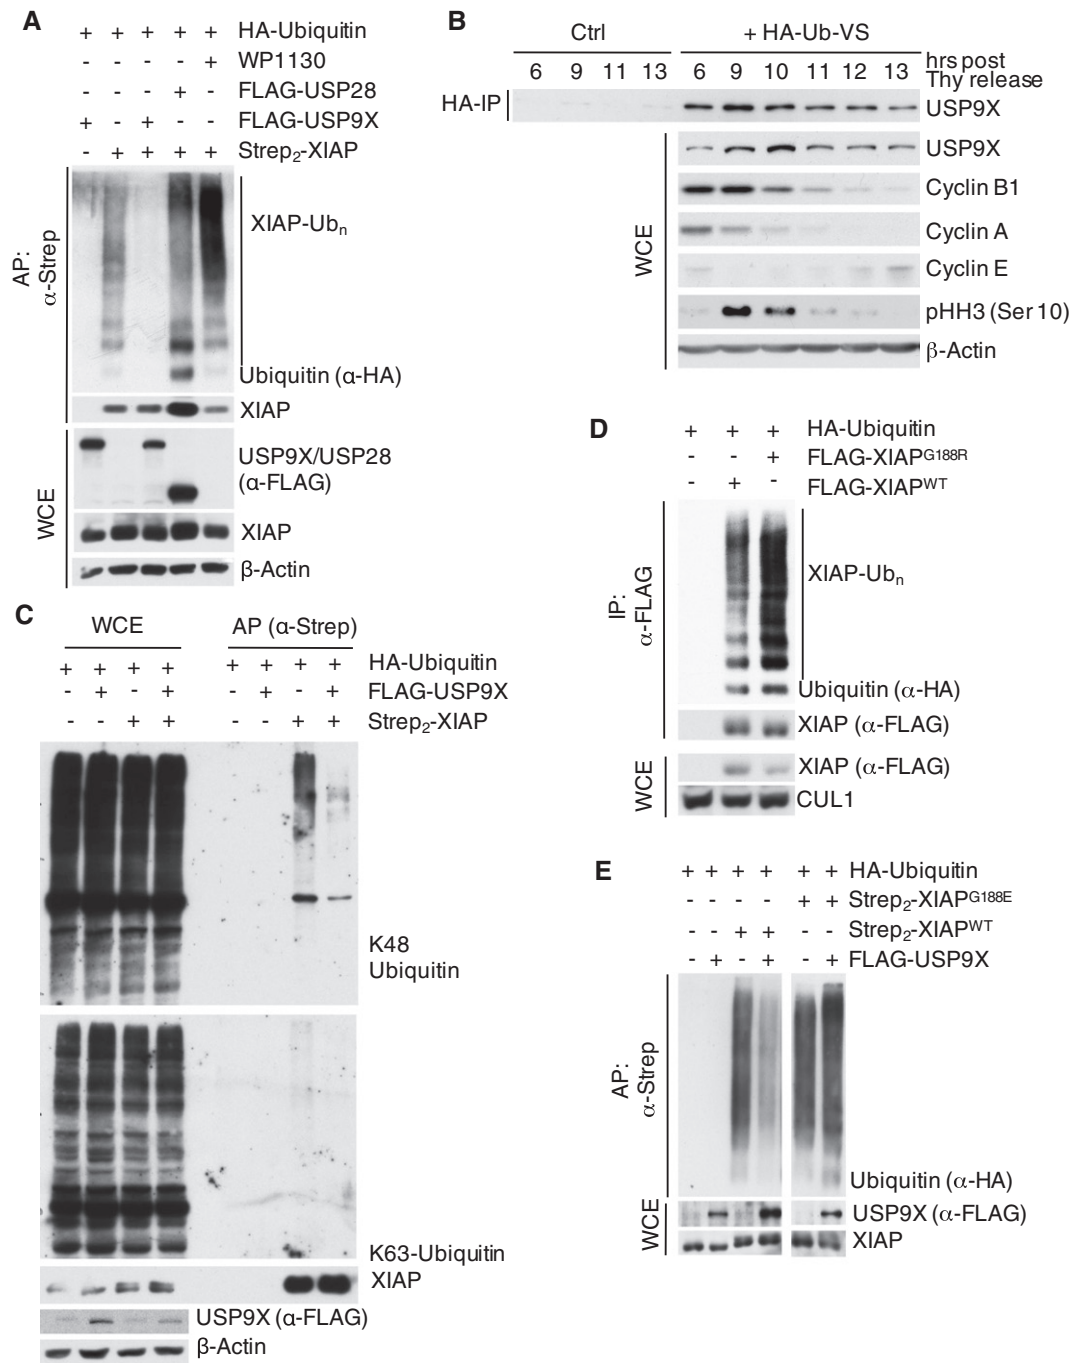 A
+ + + + + HA-Ubiquitin
- - - - + WP1130
- - - + - FLAG-USP28
+ - + - - FLAG-USP9X
- + + + + Strep2-XIAP
AP:
α-Strep
XIAP-Ubn
Ubiquitin (α-HA)
XIAP
WCE
USP9X/USP28
(α-FLAG)
XIAP
β-Actin
B
Ctrl + HA-Ub-VS
6 9 11 13 6 9 10 11 12 13 hrs post
Thy release
HA-IP USP9X
WCE
USP9X
Cyclin B1
Cyclin A
Cyclin E
pHH3 (Ser 10)
β-Actin
C
WCE AP (α-Strep)
+ + + + + + + + HA-Ubiquitin
- + - + - + - + FLAG-USP9X
- - + + - - + + Strep2-XIAP
K48
Ubiquitin
K63-Ubiquitin
XIAP
USP9X (α-FLAG)
β-Actin
D
+ + + HA-Ubiquitin
- - + FLAG-XIAPG188R
- + - FLAG-XIAPWT
IP:
α-FLAG
XIAP-Ubn
Ubiquitin (α-HA)
XIAP (α-FLAG)
WCE
XIAP (α-FLAG)
CUL1
E
+ + + + + + HA-Ubiquitin
- - - - + + Strep2-XIAPG188E
- - + + - - Strep2-XIAPWT
- + - + - + FLAG-USP9X
AP:
α-Strep
Ubiquitin (α-HA)
WCE
USP9X (α-FLAG)
XIAP